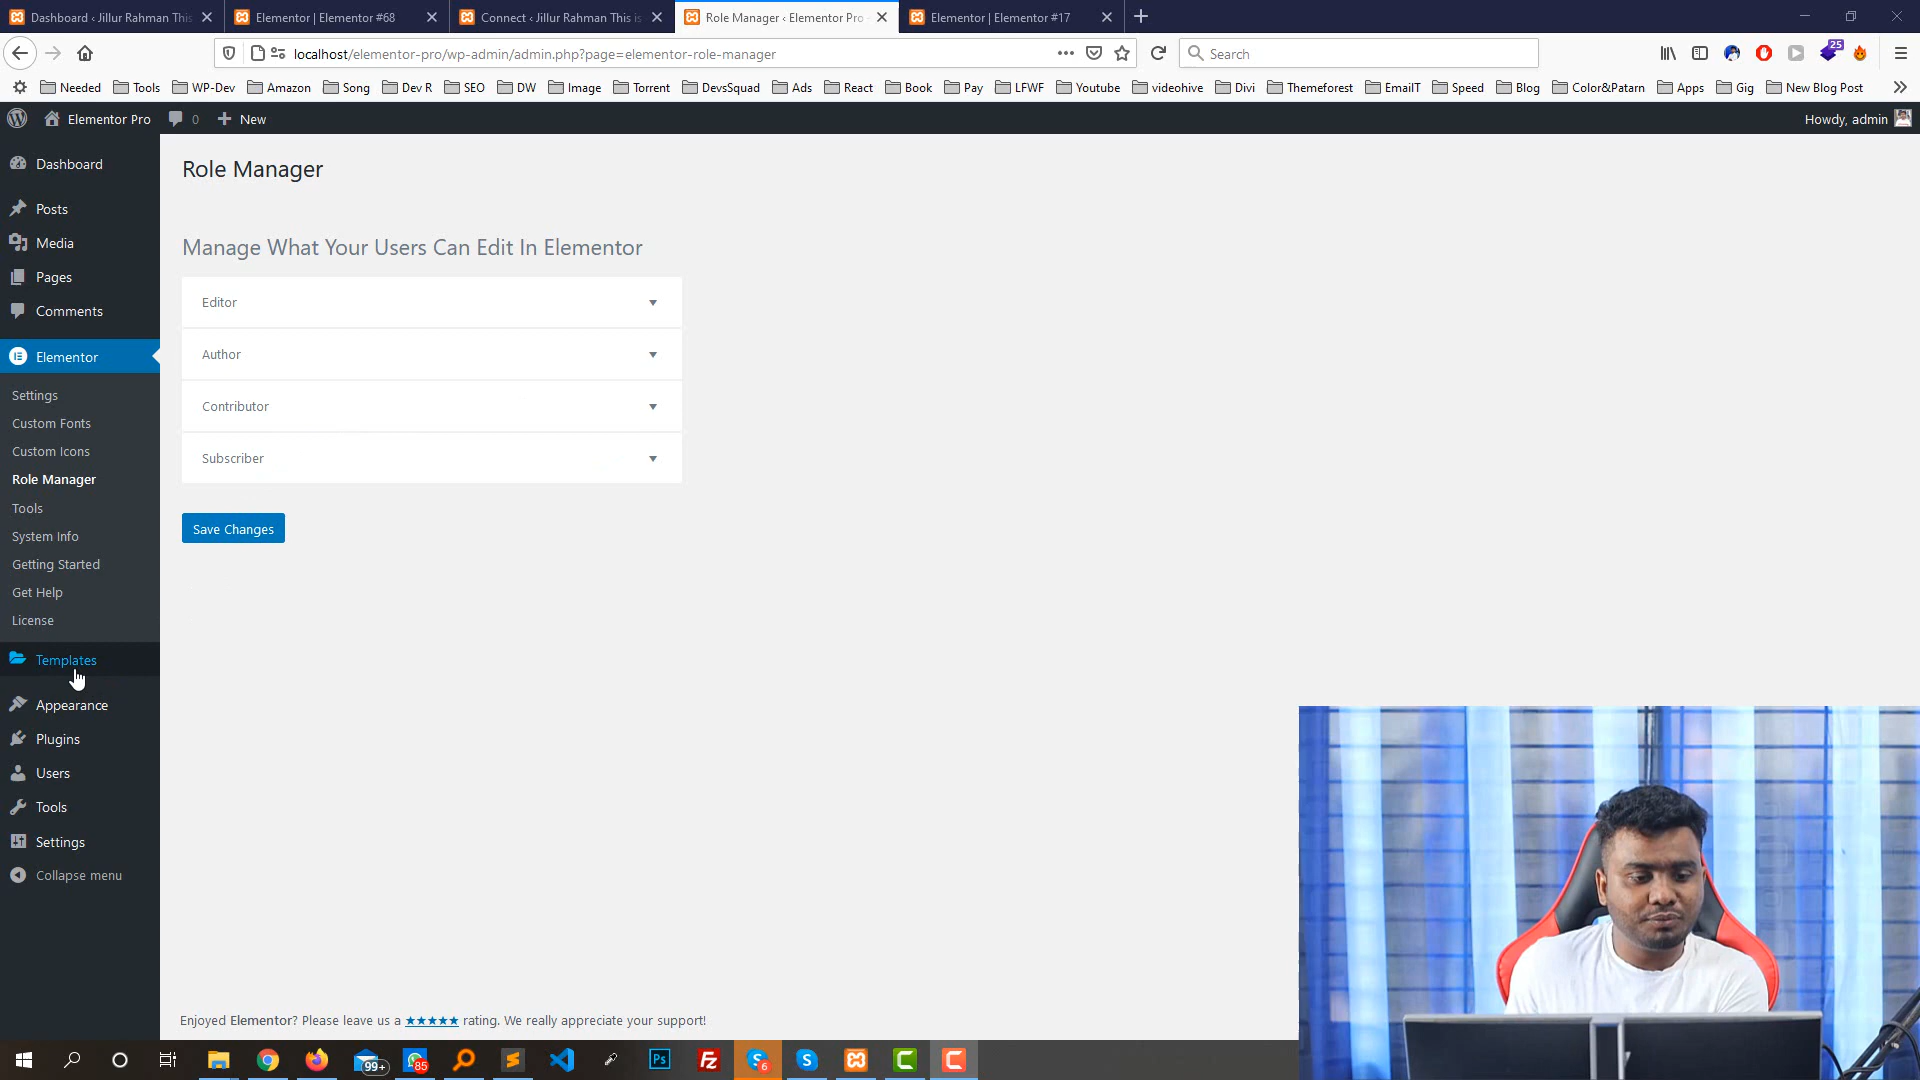 Dashboard ‹ Jillur Rahman This
Elementor | Elementor #68
Connect ‹ Jillur Rahman This is
Role Manager ‹ Elementor Pro
Elementor | Elementor #17
localhost/elementor-pro/wp-admin/admin.php?page=elementor-role-manager
Search
25
Needed
Tools
WP-Dev
Amazon
Song
Dev R
SEO
DW
Image
Torrent
DevsSquad
Ads
React
Book
Pay
LFWF
Youtube
videohive
Divi
Themeforest
EmailT
Speed
Blog
Color&Patarn
Apps
Gig
New Blog Post
Elementor Pro
0
New
Howdy, admin
Dashboard
Posts
Media
Pages
Comments
Elementor
Settings
Custom Fonts
Custom Icons
Role Manager
Tools
System Info
Getting Started
Get Help
License
Templates
Appearance
Plugins
Users
Tools
Settings
Collapse menu
Role Manager
Manage What Your Users Can Edit In Elementor
Editor
Author
Contributor
Subscriber
Save Changes
Enjoyed Elementor? Please leave us a ★★★★★ rating. We really appreciate your support!
99+
85
Ps
Fz
6